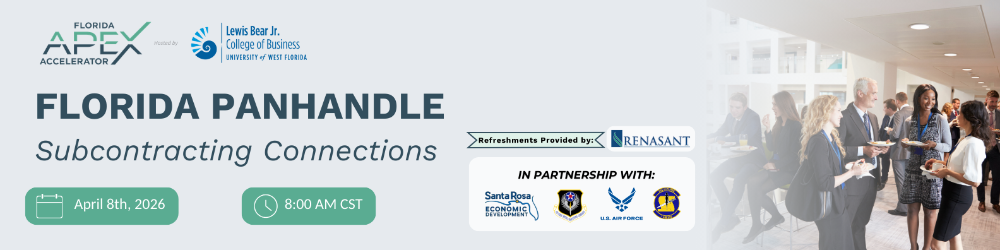 FLORIDA
APEX
ACCELERATOR
Hosted by
Lewis Bear Jr.
College of Business
UNIVERSITY of WEST FLORIDA
FLORIDA PANHANDLE
Subcontracting Connections
April 8th, 2026
8:00 AM CST
Refreshments Provided by:
RENASANT
IN PARTNERSHIP WITH:
Santa Rosa
ECONOMIC
DEVELOPMENT
U.S. AIR FORCE